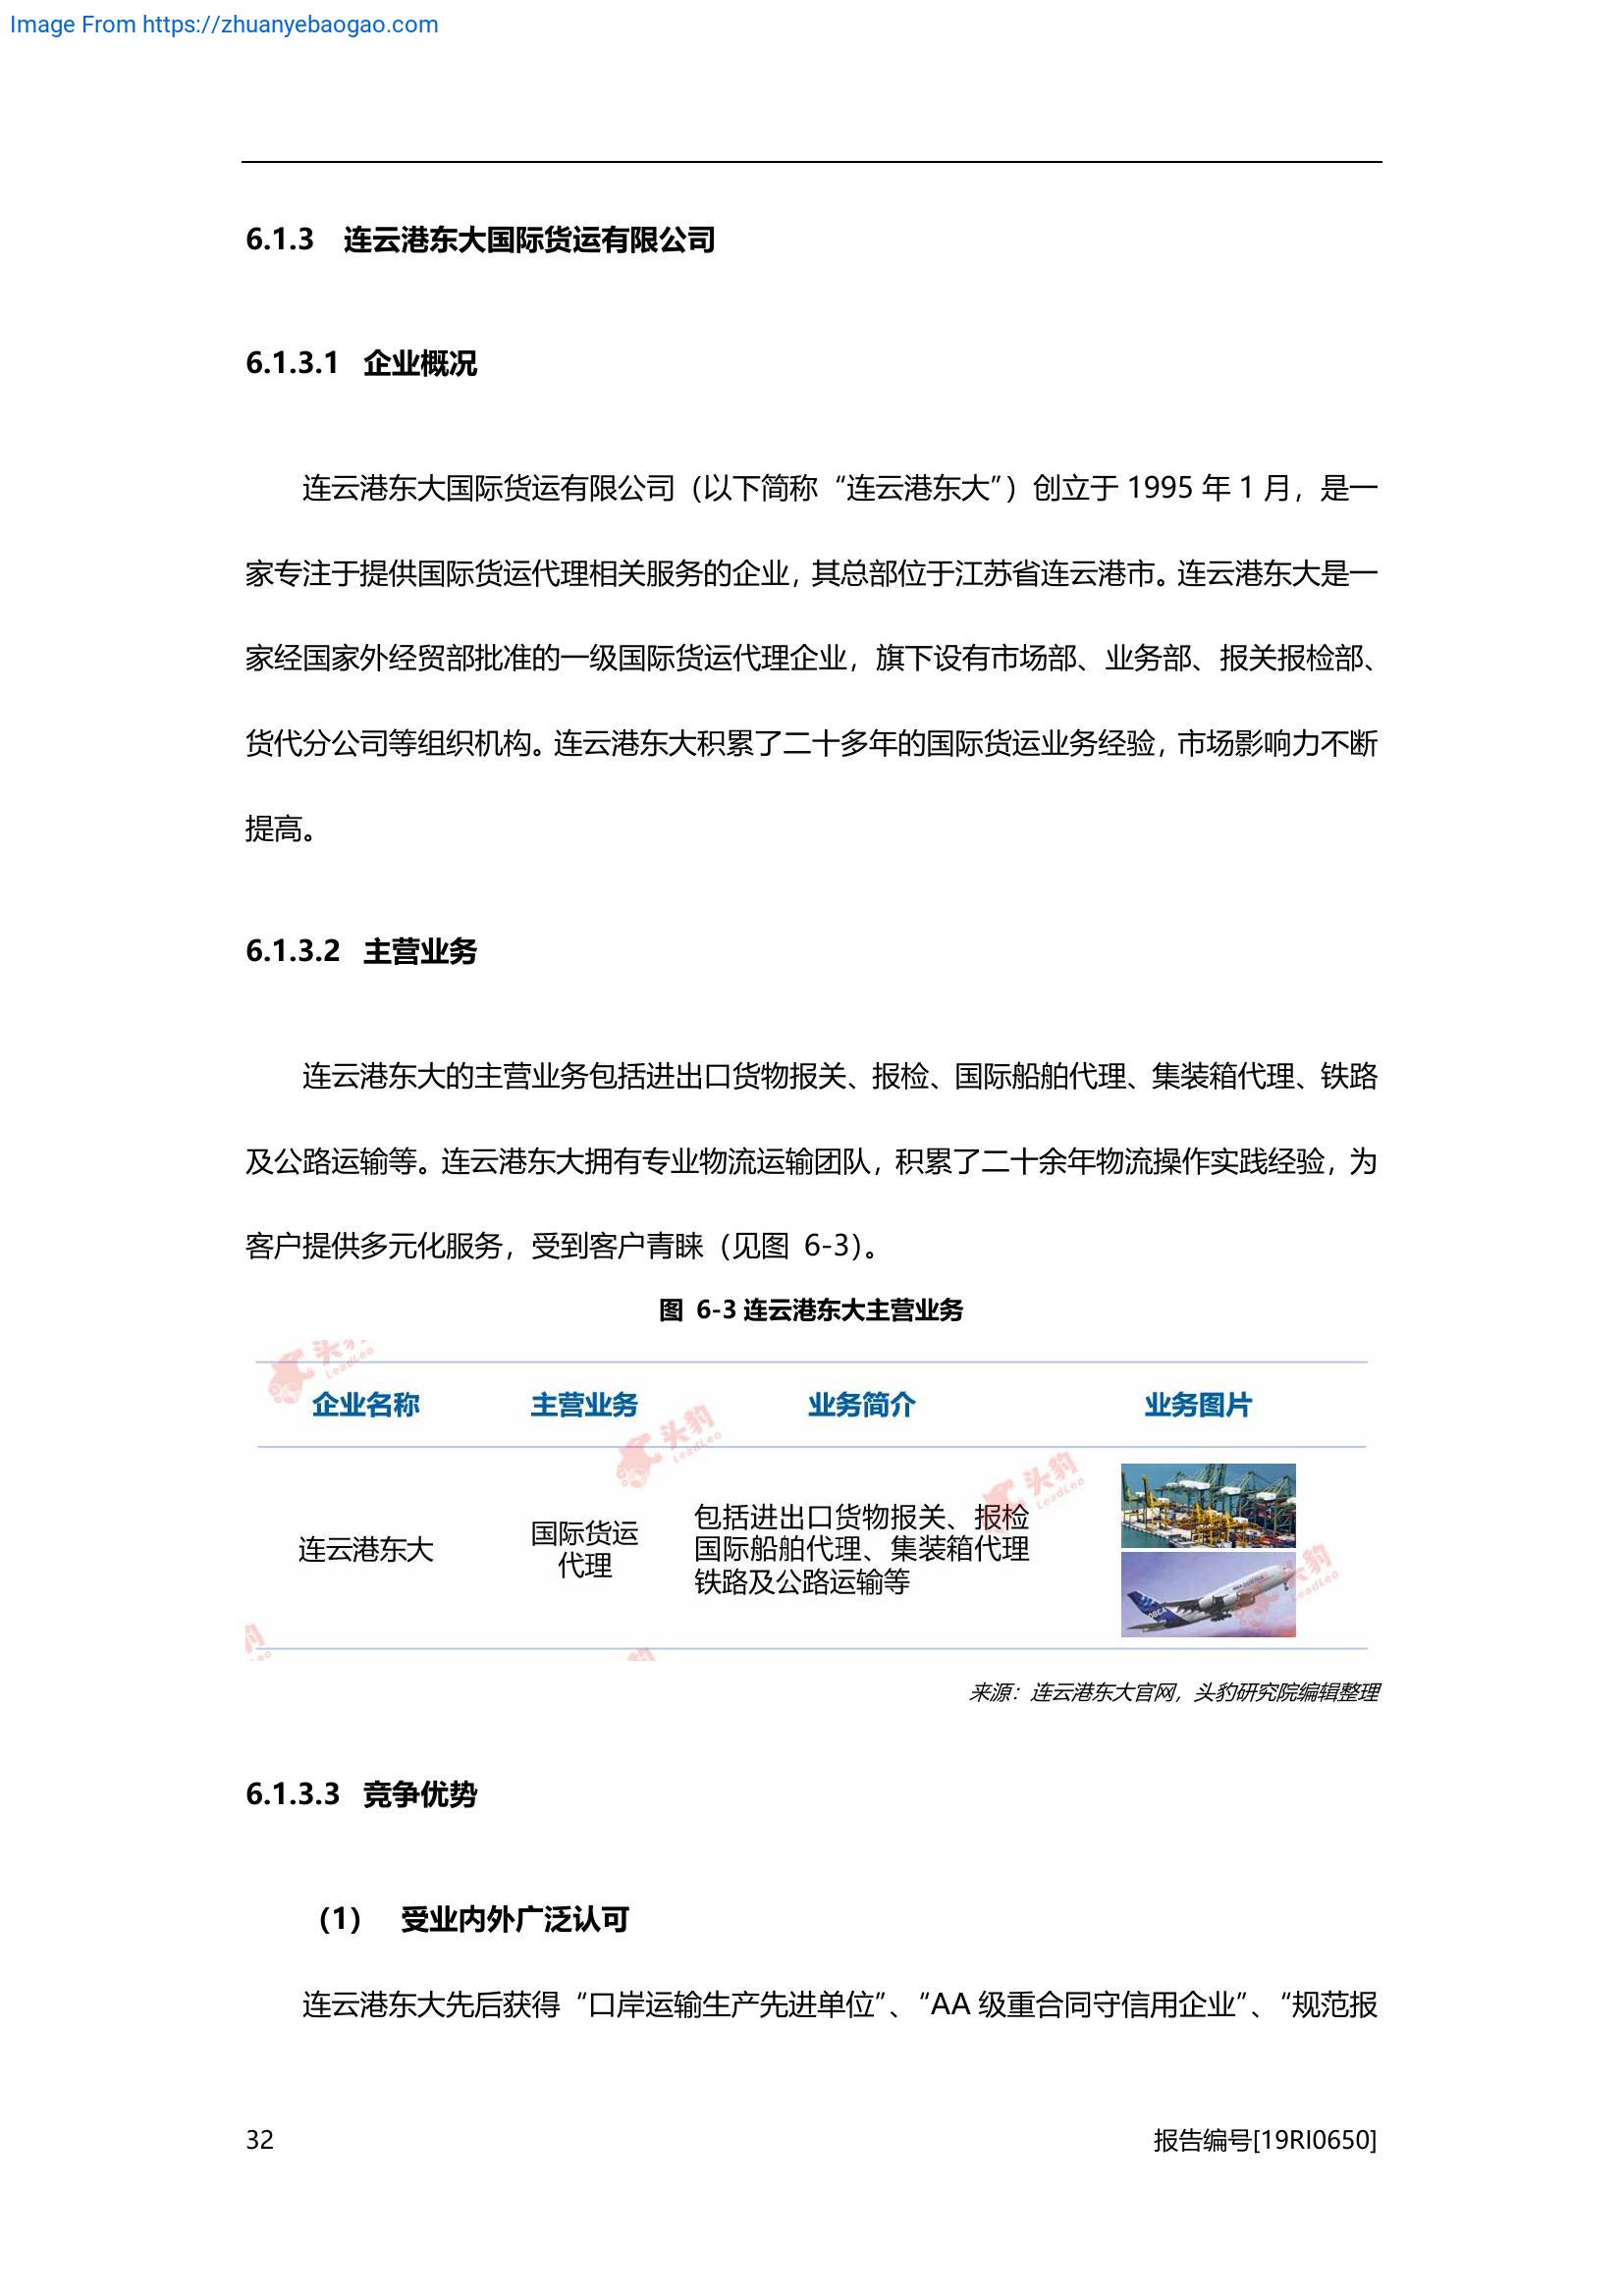 Image From https://zhuanyebaogao.com
6.1.3 连云港东大国际货运有限公司
6.1.3.1 企业概况
连云港东大国际货运有限公司（以下简称“连云港东大”）创立于 1995 年 1 月，是一
家专注于提供国际货运代理相关服务的企业，其总部位于江苏省连云港市。连云港东大是一
家经国家外经贸部批准的一级国际货运代理企业，旗下设有市场部、业务部、报关报检部、
货代分公司等组织机构。连云港东大积累了二十多年的国际货运业务经验，市场影响力不断
提高。
6.1.3.2 主营业务
连云港东大的主营业务包括进出口货物报关、报检、国际船舶代理、集装箱代理、铁路
及公路运输等。连云港东大拥有专业物流运输团队，积累了二十余年物流操作实践经验，为
客户提供多元化服务，受到客户青睐（见图 6-3）。
图 6-3 连云港东大主营业务
头豹
LeadLeo
企业名称 主营业务 业务简介 业务图片
头豹
LeadLeo
头豹
LeadLeo
连云港东大
国际货运
代理
包括进出口货物报关、报检
国际船舶代理、集装箱代理
铁路及公路运输等
头豹
LeadLeo
来源：连云港东大官网，头豹研究院编辑整理
6.1.3.3 竞争优势
（1） 受业内外广泛认可
连云港东大先后获得“口岸运输生产先进单位”、“AA 级重合同守信用企业”、“规范报
32 报告编号[19RI0650]